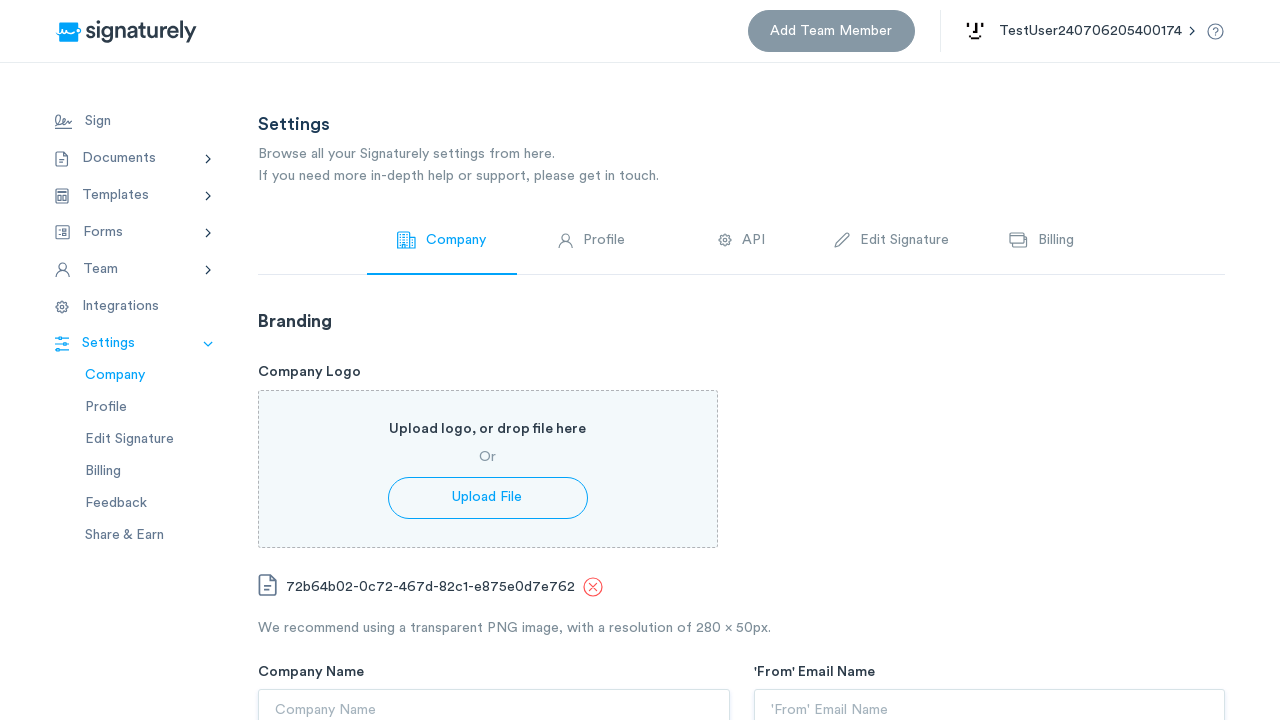 signaturely
Add Team Member
TestUser240706205400174
Sign
Documents
Templates
Forms
Team
Integrations
Settings
Company
Profile
Edit Signature
Billing
Feedback
Share & Earn
Settings
Browse all your Signaturely settings from here.
If you need more in-depth help or support, please get in touch.
Company
Profile
API
Edit Signature
Billing
Branding
Company Logo
Upload logo, or drop file here
Or
Upload File
72b64b02-0c72-467d-82c1-e875e0d7e762
We recommend using a transparent PNG image, with a resolution of 280 x 50px.
Company Name
Company Name
'From' Email Name
'From' Email Name